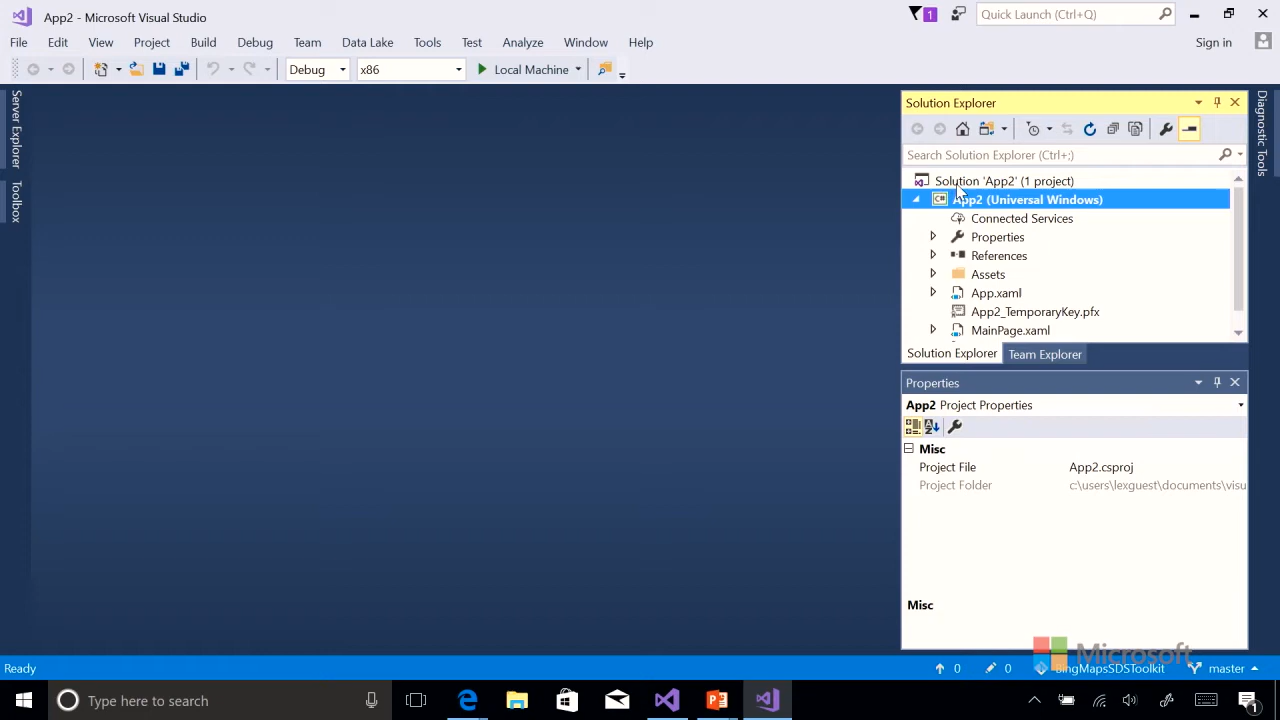 App2 - Microsoft Visual Studio
1
Quick Launch (Ctrl+Q)
File Edit View Project Build Debug Team Data Lake Tools Test Analyze Window Help
Sign in
Debug x86 Local Machine
Server Explorer
Toolbox
Solution Explorer
Search Solution Explorer (Ctrl+;)
Solution 'App2' (1 project)
C# App2 (Universal Windows)
Connected Services
Properties
References
Assets
App.xaml
App2_TemporaryKey.pfx
MainPage.xaml
Solution Explorer Team Explorer
Diagnostic Tools
Properties
App2 Project Properties
Misc
Project File App2.csproj
Project Folder c:\users\lexguest\documents\visu
Misc
Microsoft
Ready
0 0 BingMapsSDSToolkit master
Type here to search
1